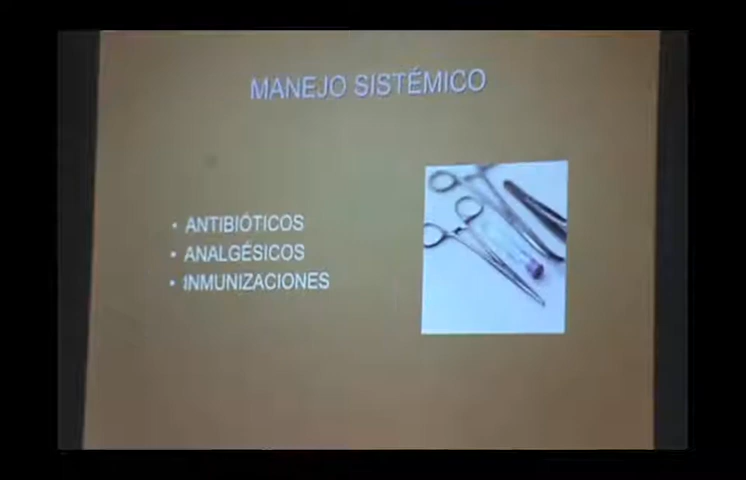 MANEJO SISTÉMICO
• ANTIBIÓTICOS
• ANALGÉSICOS
• INMUNIZACIONES